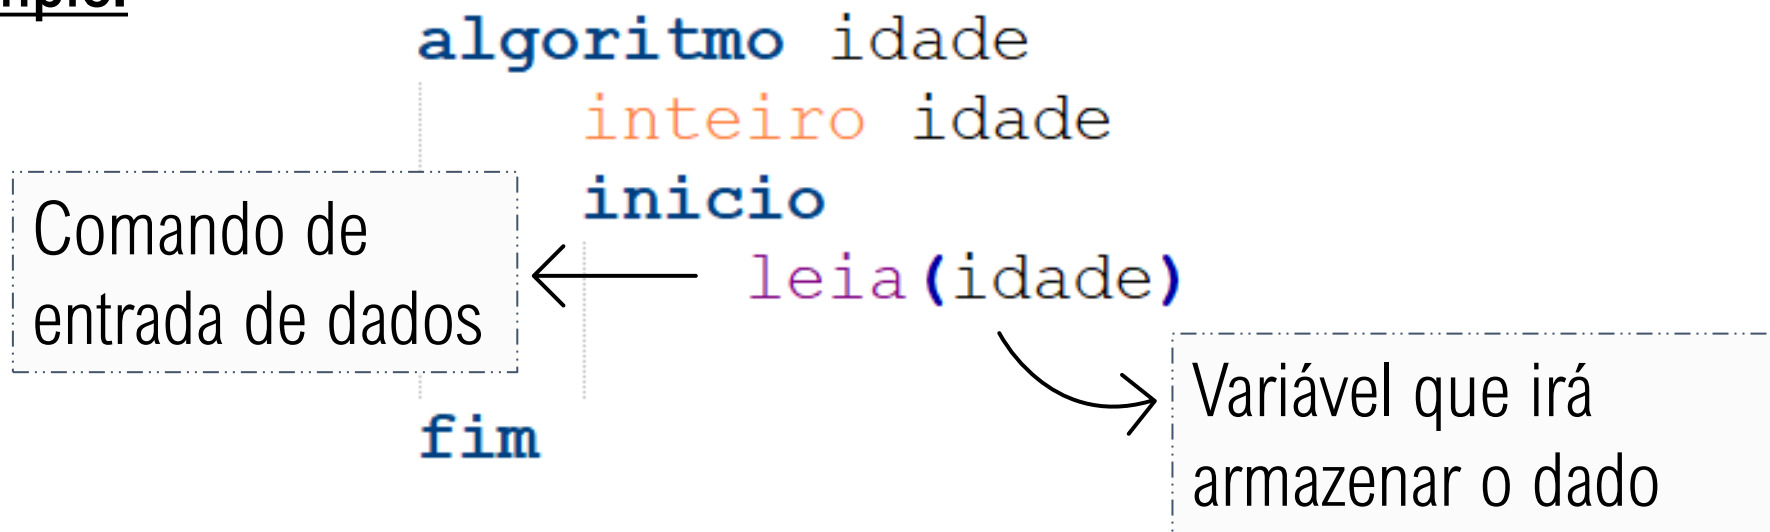 algoritmo idade
inteiro idade
inicio
Comando de
entrada de dados
leia(idade)
Variável que irá
armazenar o dado
fim